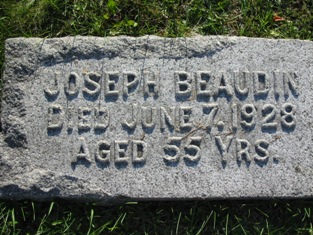 JOSEPH BEAUDIN
DIED JUNE 7, 1928
AGED 55 YRS.